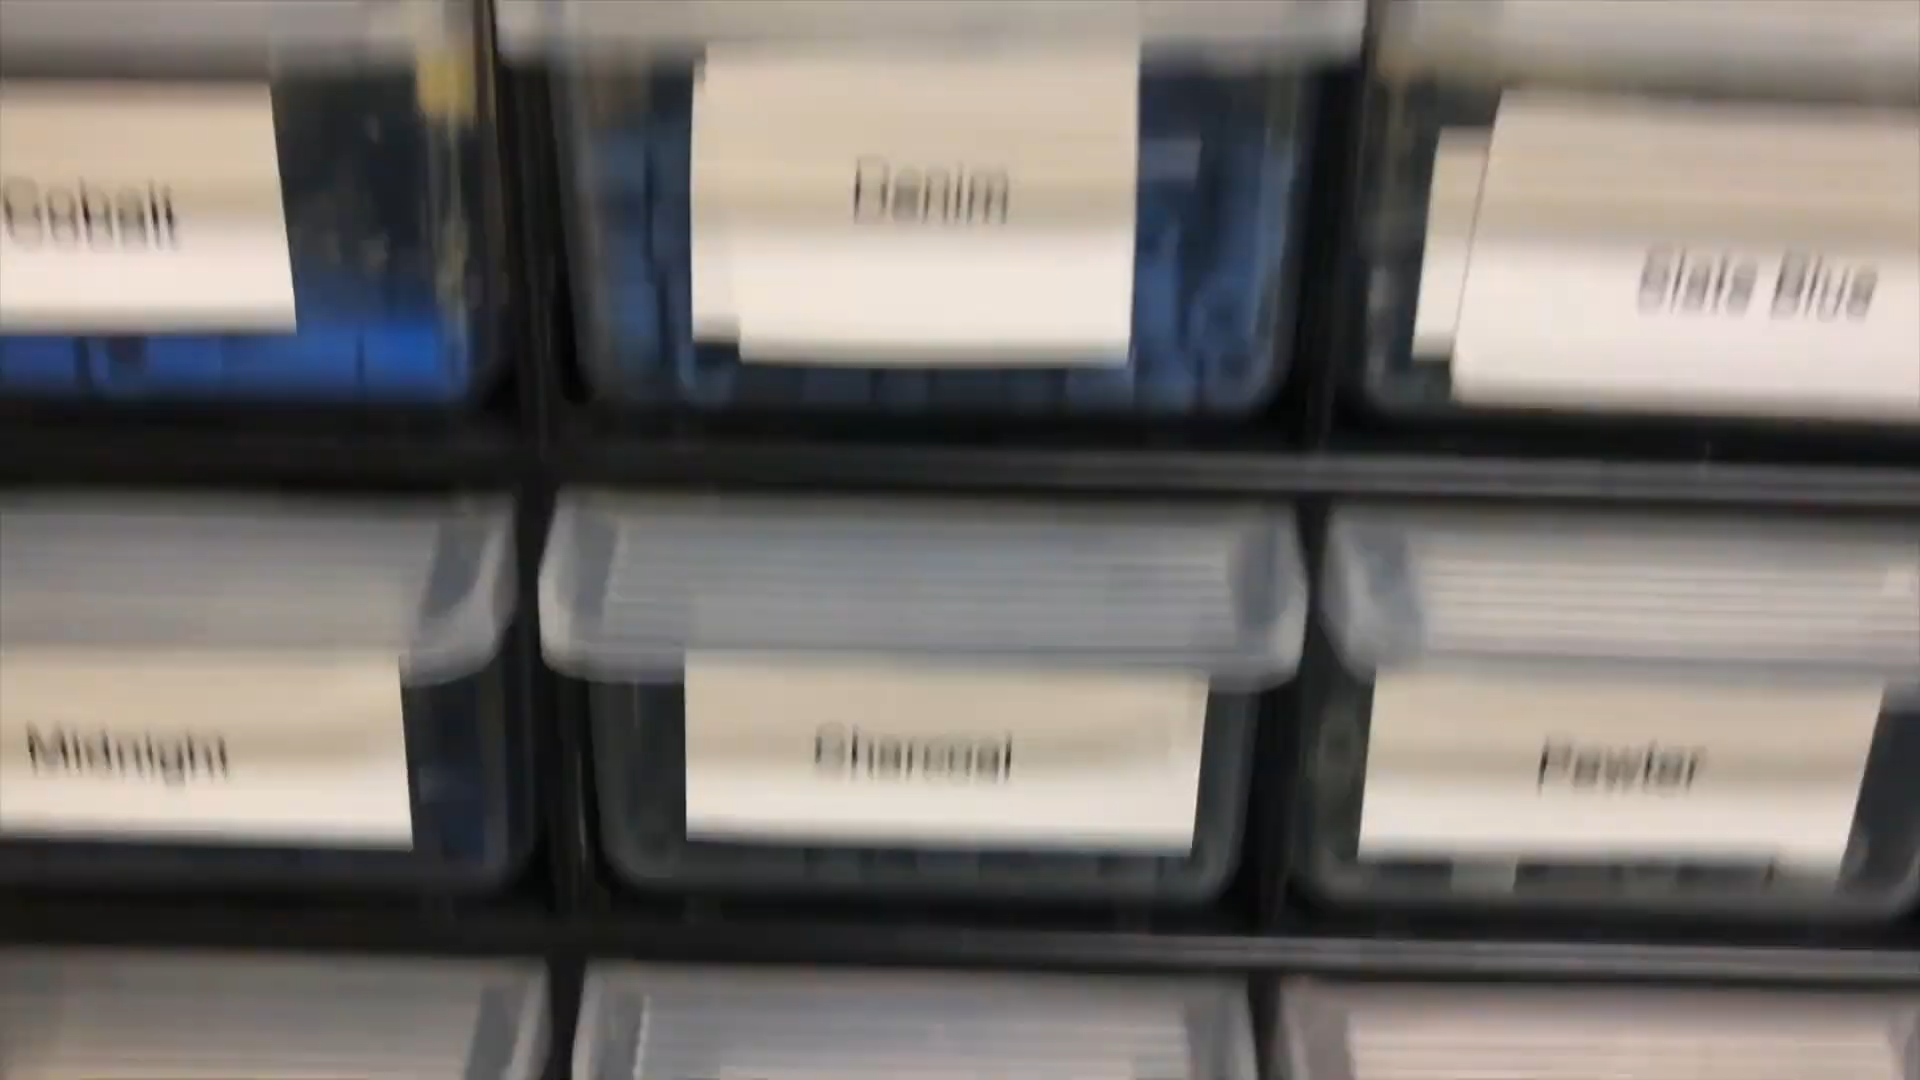 Cobalt
Denim
Slate Blue
Midnight
Charcoal
Pewter